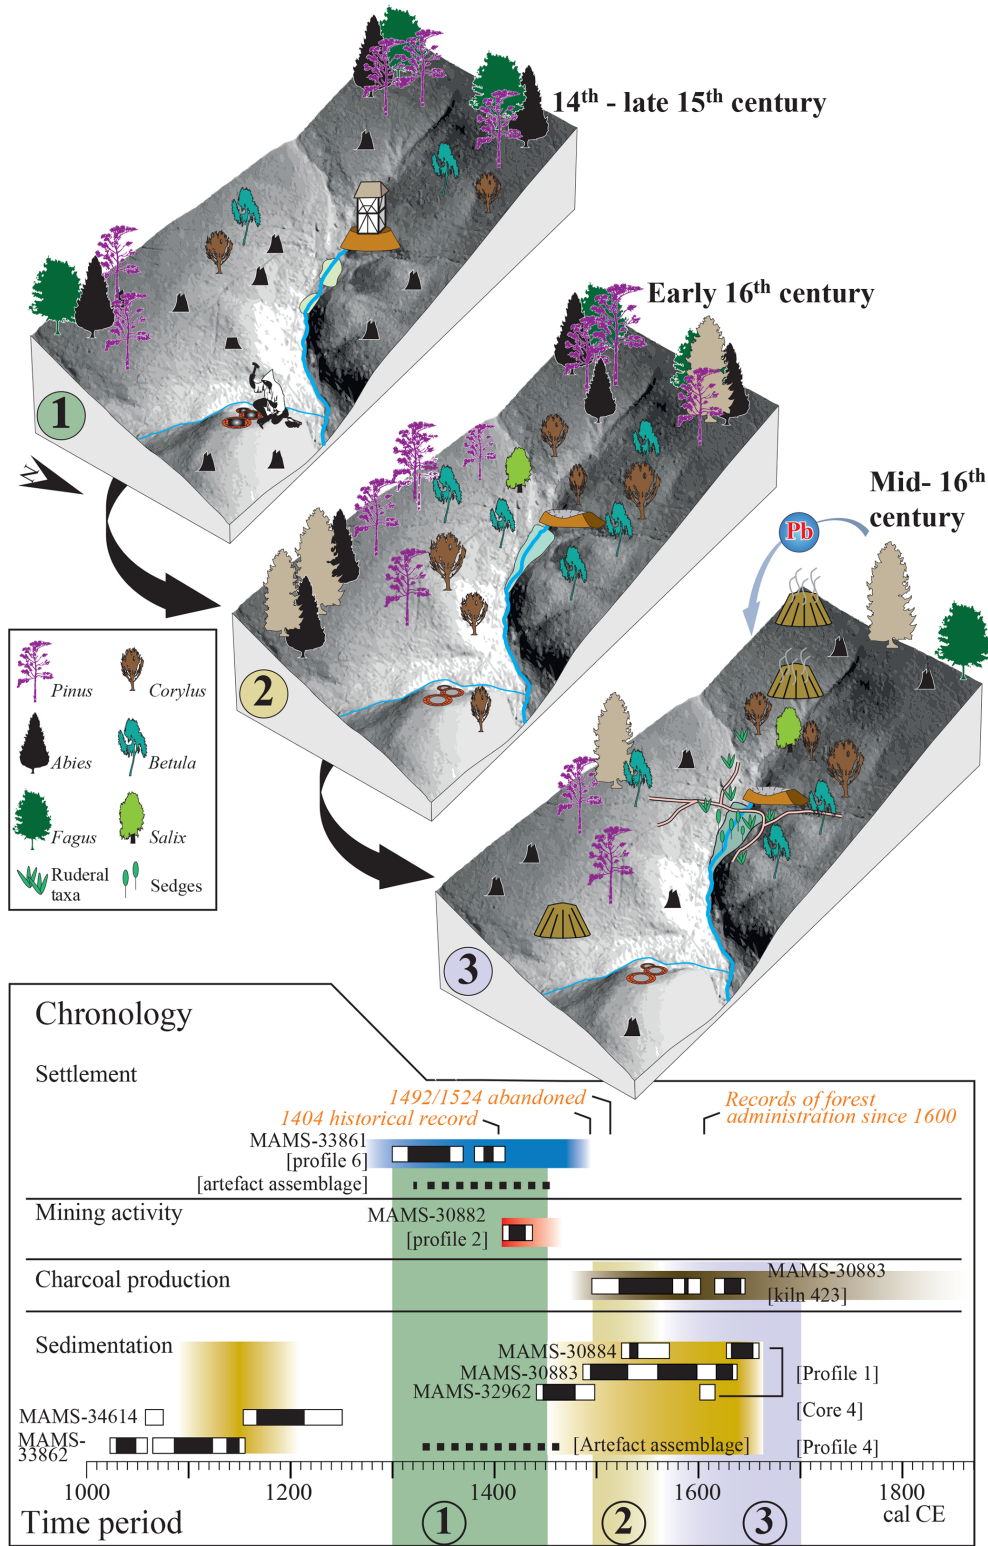 14th - late 15th century
Early 16th century
1
N
Mid- 16th
century
Pb
2
Pinus
Corylus
Abies
Betula
Fagus
Salix
Ruderal
taxa
Sedges
3
Chronology
Settlement
1492/1524 abandoned
1404 historical record
Records of forest
administration since 1600
MAMS-33861
[profile 6]
[artefact assemblage]
Mining activity
MAMS-30882
[profile 2]
Charcoal production
MAMS-30883
[kiln 423]
Sedimentation
MAMS-30884
MAMS-30883
[Profile 1]
MAMS-32962
[Core 4]
MAMS-34614
MAMS-
33862
[Artefact assemblage]
[Profile 4]
1000
1200
1400
1600
1800
cal CE
Time period
1
2
3